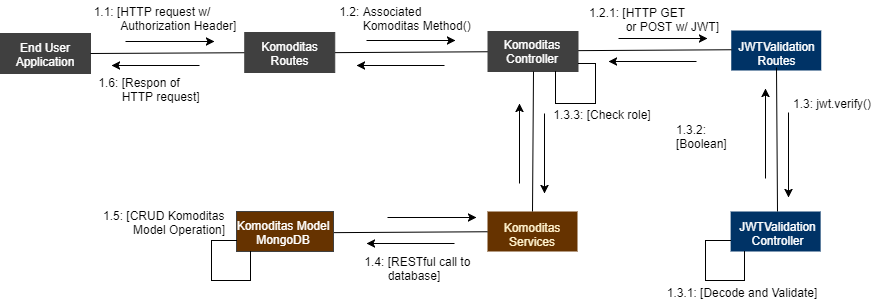 1.1: [HTTP request w/
Authorization Header]
1.2: Associated
Komoditas Method()
1.2.1: [HTTP GET
or POST w/ JWT]
End User
Application
Komoditas
Routes
Komoditas
Controller
JWTValidation
Routes
1.6: [Respon of
HTTP request]
1.3.3: [Check role]
1.3: jwt.verify()
1.3.2:
[Boolean]
1.5: [CRUD Komoditas
Model Operation]
Komoditas Model
MongoDB
Komoditas
Services
JWTValidation
Controller
1.4: [RESTful call to
database]
1.3.1: [Decode and Validate]